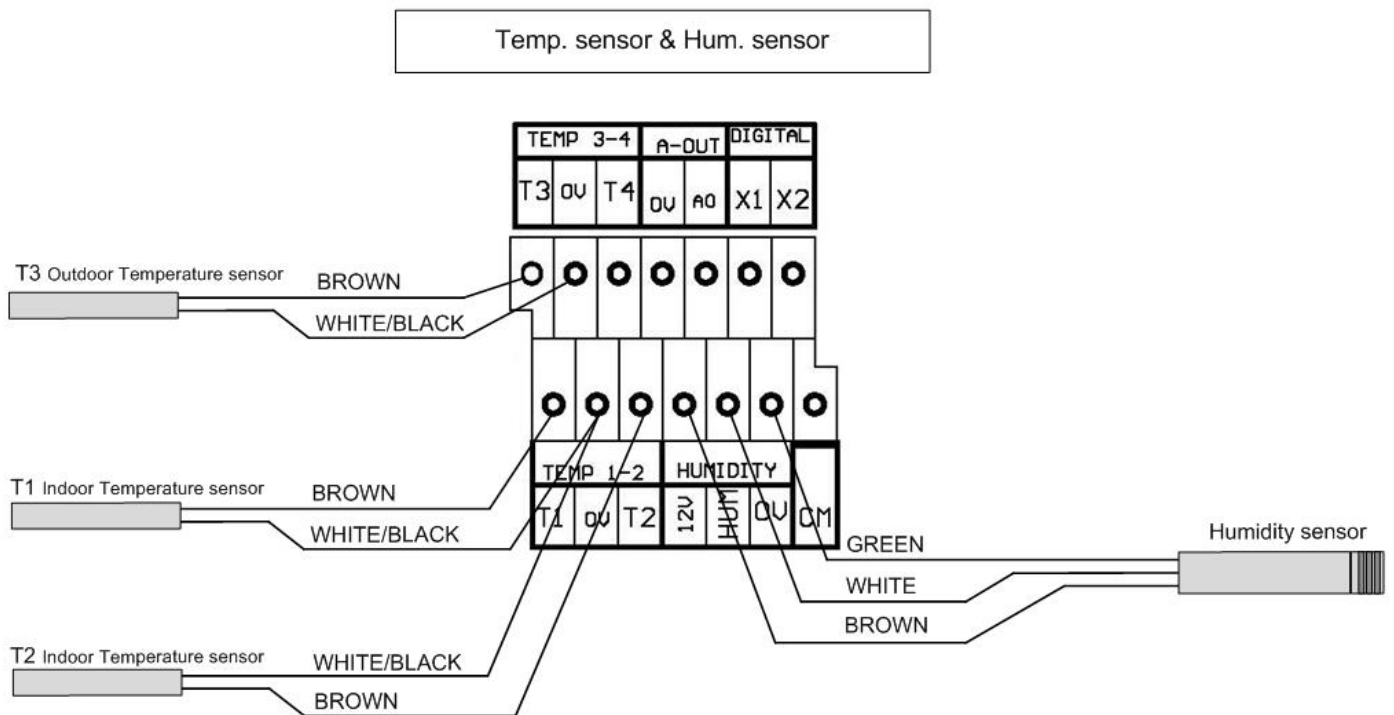 Temp. sensor & Hum. sensor
TEMP 3-4 A-OUT DIGITAL
T3 0V T4 0V AO X1 X2
T3 Outdoor Temperature sensor
BROWN
WHITE/BLACK
TEMP 1-2 HUMIDITY
T1 0V T2 12V HUM 0V CM
T1 Indoor Temperature sensor
BROWN
WHITE/BLACK
GREEN
WHITE
BROWN
Humidity sensor
T2 Indoor Temperature sensor
WHITE/BLACK
BROWN